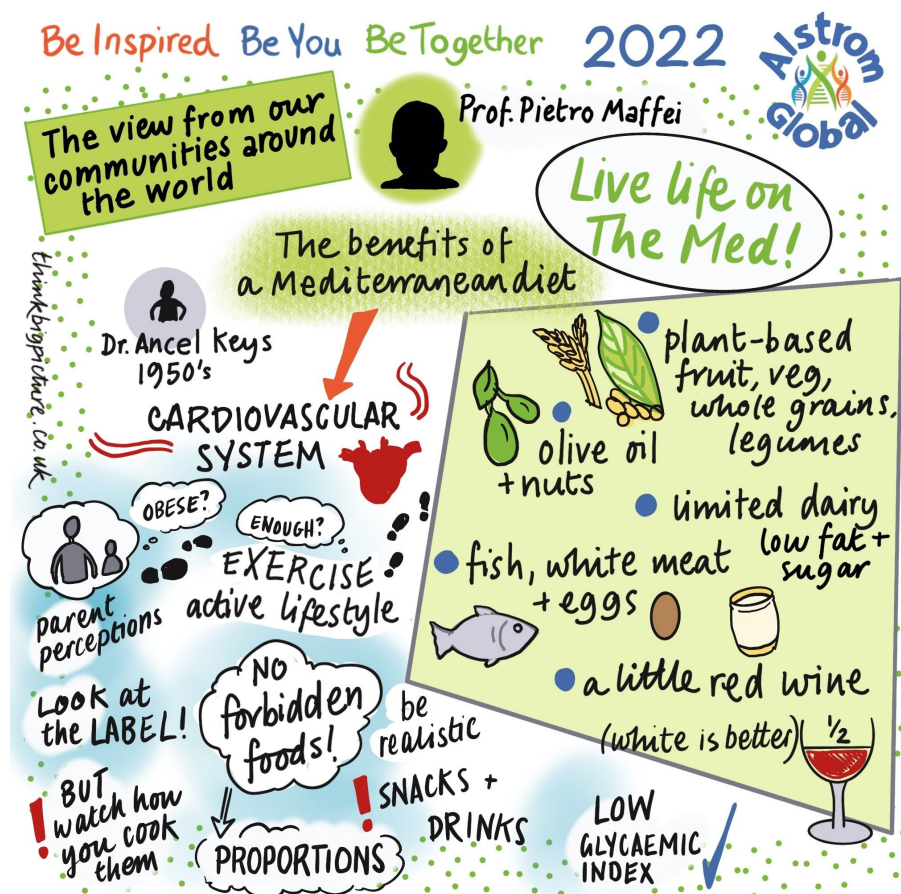 Be Inspired Be You Be Together 2022
Alstrom
Global
The view from our
communities around
the world
Prof. Pietro Maffei
Live life on
The Med!
The benefits of
a Mediterranean diet
thinkbigpicture.co.uk
Dr. Ancel Keys
1950's
CARDIOVASCULAR
SYSTEM
plant-based
fruit, veg,
whole grains,
legumes
olive oil
+ nuts
limited dairy
low fat +
sugar
fish, white meat
+ eggs
a little red wine
(white is better)
1/2
OBESE?
ENOUGH?
EXERCISE
active lifestyle
parent
perceptions
LOOK at
the LABEL!
NO
forbidden
foods!
be
realistic
! BUT
watch how
you cook
them
PROPORTIONS
! SNACKS +
DRINKS
LOW
GLYCAEMIC
INDEX